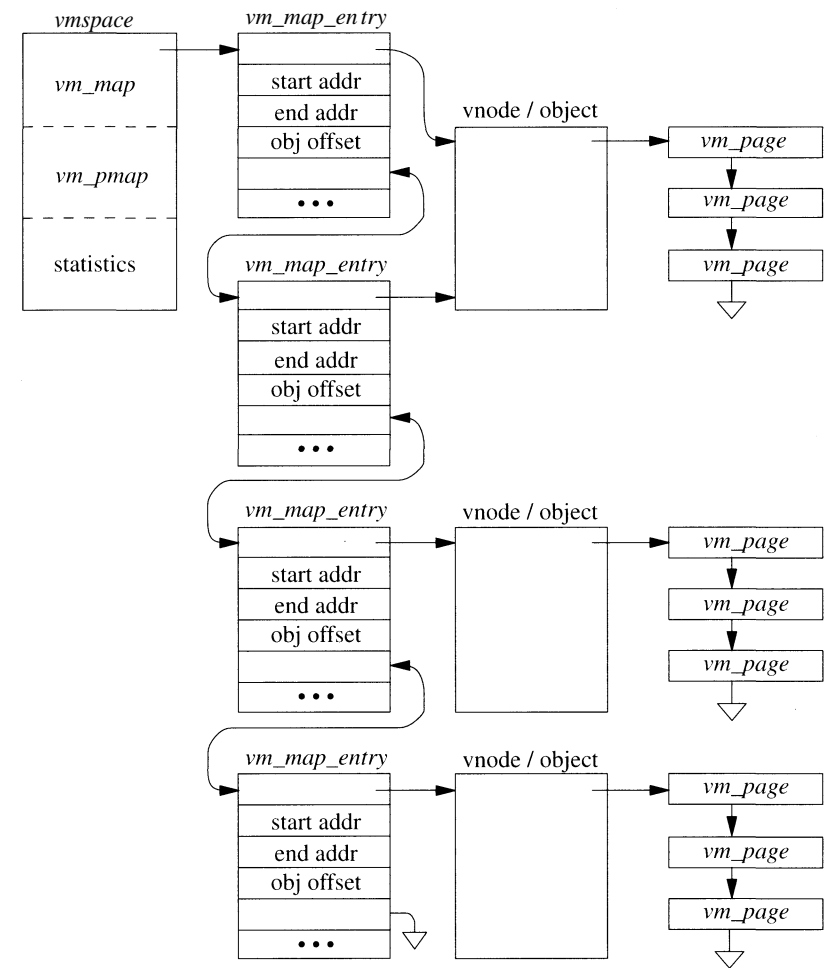 vmspace
vm_map
vm_pmap
statistics
vm_map_entry
start addr
end addr
obj offset
•••
vnode / object
vm_page
vm_page
vm_page
vm_map_entry
start addr
end addr
obj offset
•••
vm_map_entry
start addr
end addr
obj offset
•••
vnode / object
vm_page
vm_page
vm_page
vm_map_entry
start addr
end addr
obj offset
•••
vnode / object
vm_page
vm_page
vm_page